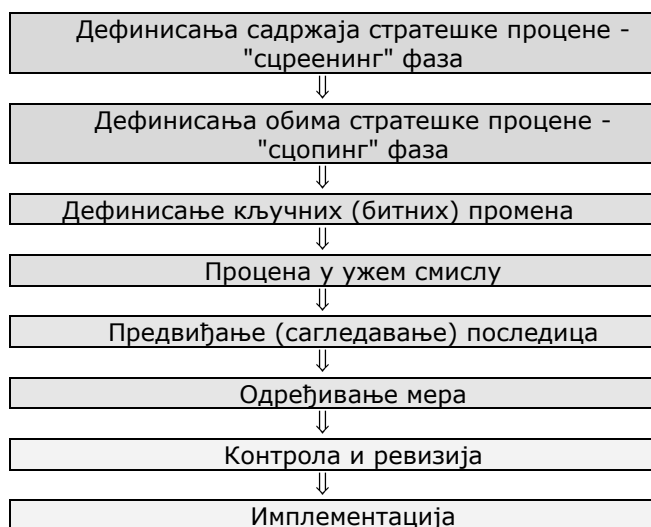 Дефинисања садржаја стратешке процене -
"сцреенинг" фаза
⇓
Дефинисања обима стратешке процене -
"сцопинг" фаза
⇓
Дефинисање кључних (битних) промена
⇓
Процена у ужем смислу
⇓
Предвиђање (сагледавање) последица
⇓
Одређивање мера
⇓
Контрола и ревизија
⇓
Имплементација